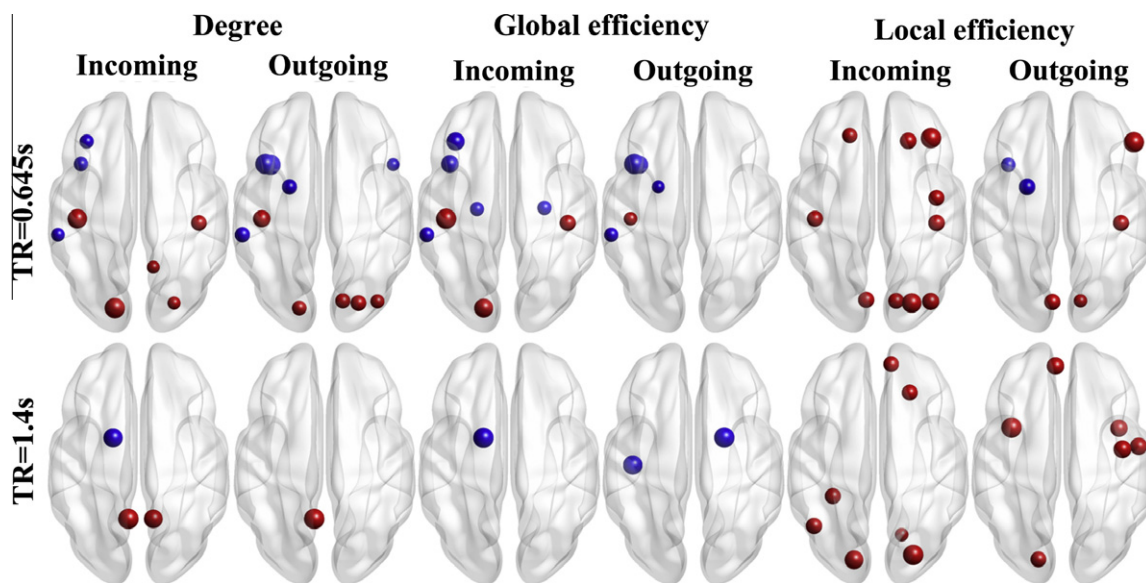 Degree Global efficiency Local efficiency
Incoming Outgoing Incoming Outgoing Incoming Outgoing
TR=0.645s
TR=1.4s